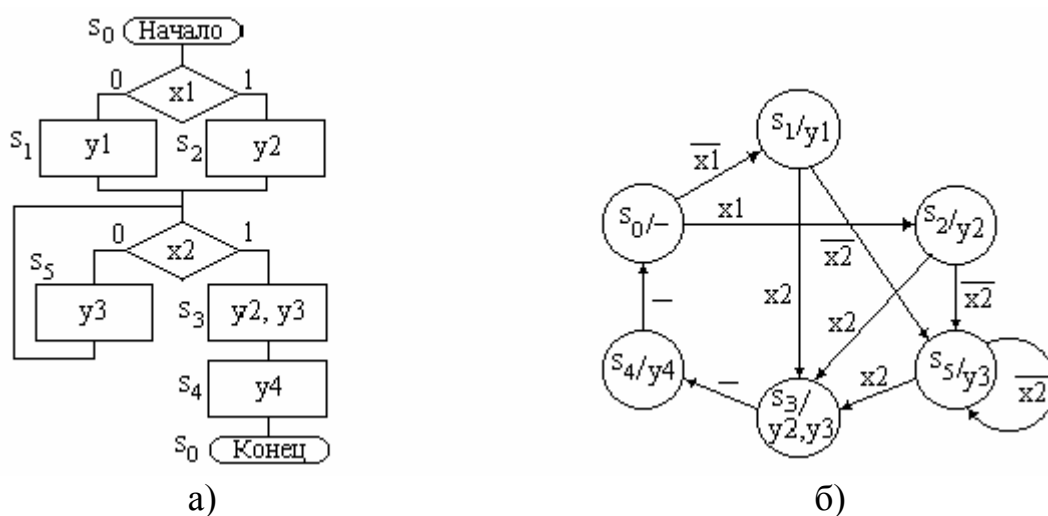 S0 Начало
0 1
x1
S1 y1 S2 y2
0 1
x2
S5
y3 S3 y2, y3
S4 y4
S0 Конец
а)
S1/y1
x1
S0/- x1 S2/y2
x2 x2
x2 x2
S4/y4 – S5/y3
– x2 x2
S3/
y2,y3
б)